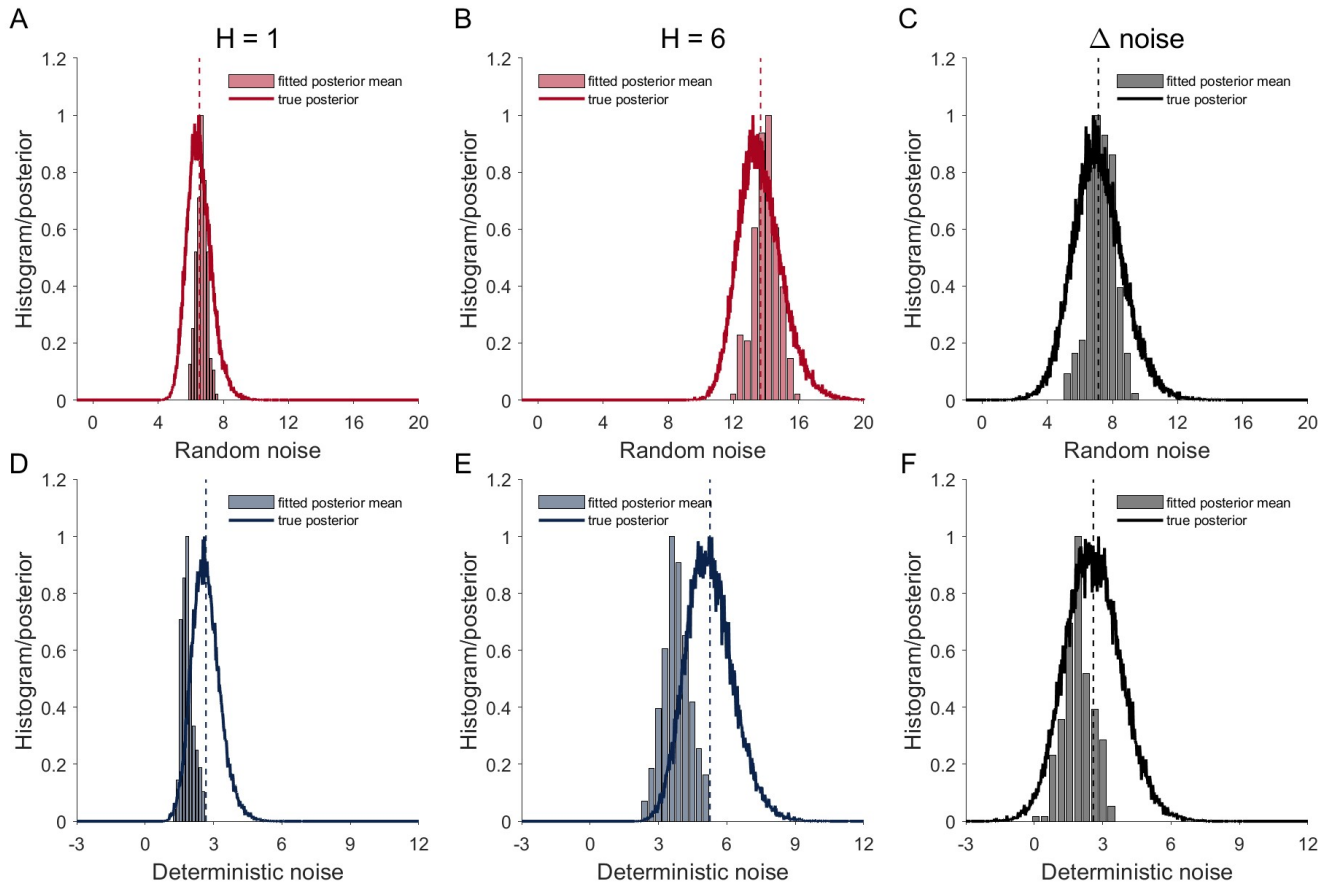 A
H = 1
1.2
1
0.8
0.6
0.4
0.2
0
Histogram/posterior
fitted posterior mean
true posterior
0
4
8
12
16
20
Random noise
B
H = 6
1.2
1
0.8
0.6
0.4
0.2
0
Histogram/posterior
fitted posterior mean
true posterior
0
4
8
12
16
20
Random noise
C
Δ noise
1.2
1
0.8
0.6
0.4
0.2
0
Histogram/posterior
fitted posterior mean
true posterior
0
4
8
12
16
20
Random noise
D
1.2
1
0.8
0.6
0.4
0.2
0
Histogram/posterior
fitted posterior mean
true posterior
-3
0
3
6
9
12
Deterministic noise
E
1.2
1
0.8
0.6
0.4
0.2
0
Histogram/posterior
fitted posterior mean
true posterior
-3
0
3
6
9
12
Deterministic noise
F
1.2
1
0.8
0.6
0.4
0.2
0
Histogram/posterior
fitted posterior mean
true posterior
-3
0
3
6
9
12
Deterministic noise